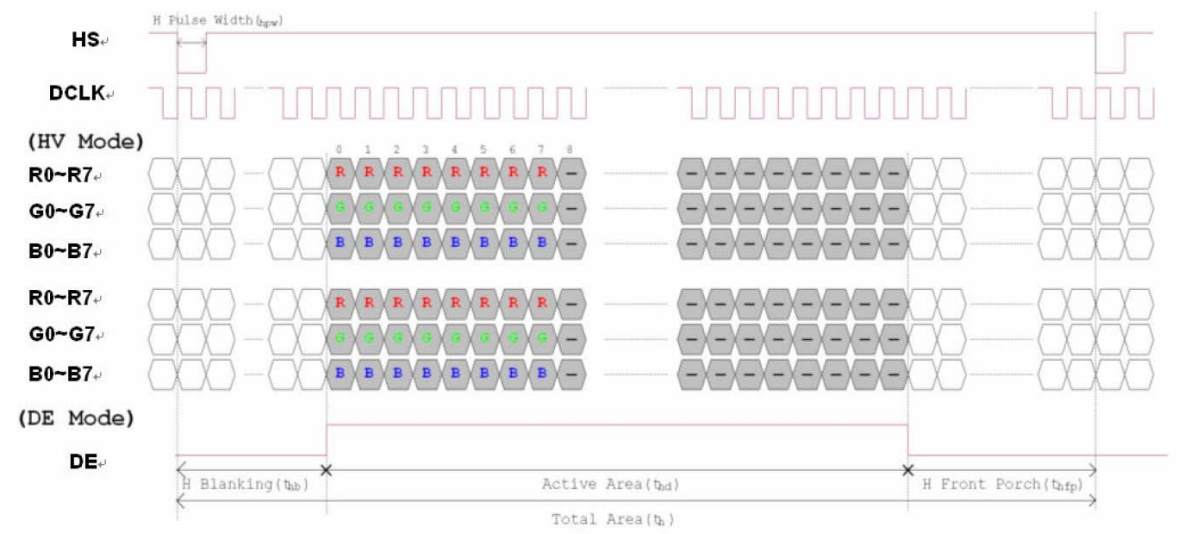 H Pulse Width(thpw)
HS
DCLK
(HV Mode)
0 1 2 3 4 5 6 7 8
R0~R7 R R R R R R R R - - - - - - - - -
G0~G7 G G G G G G G G - - - - - - - - -
B0~B7 B B B B B B B B - - - - - - - - -
R0~R7 R R R R R R R R - - - - - - - - -
G0~G7 G G G G G G G G - - - - - - - - -
B0~B7 B B B B B B B B - - - - - - - - -
(DE Mode)
DE
H Blanking(thb) Active Area(thd) H Front Porch(thfp)
Total Area(th)